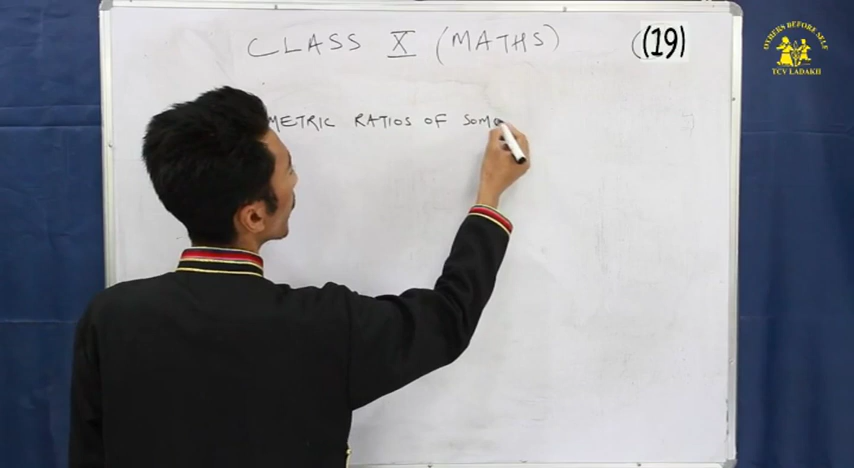 CLASS X (MATHS)
(19)
OTHERS BEFORE SELF
TCV LADAKH
METRIC RATIOS OF SOME